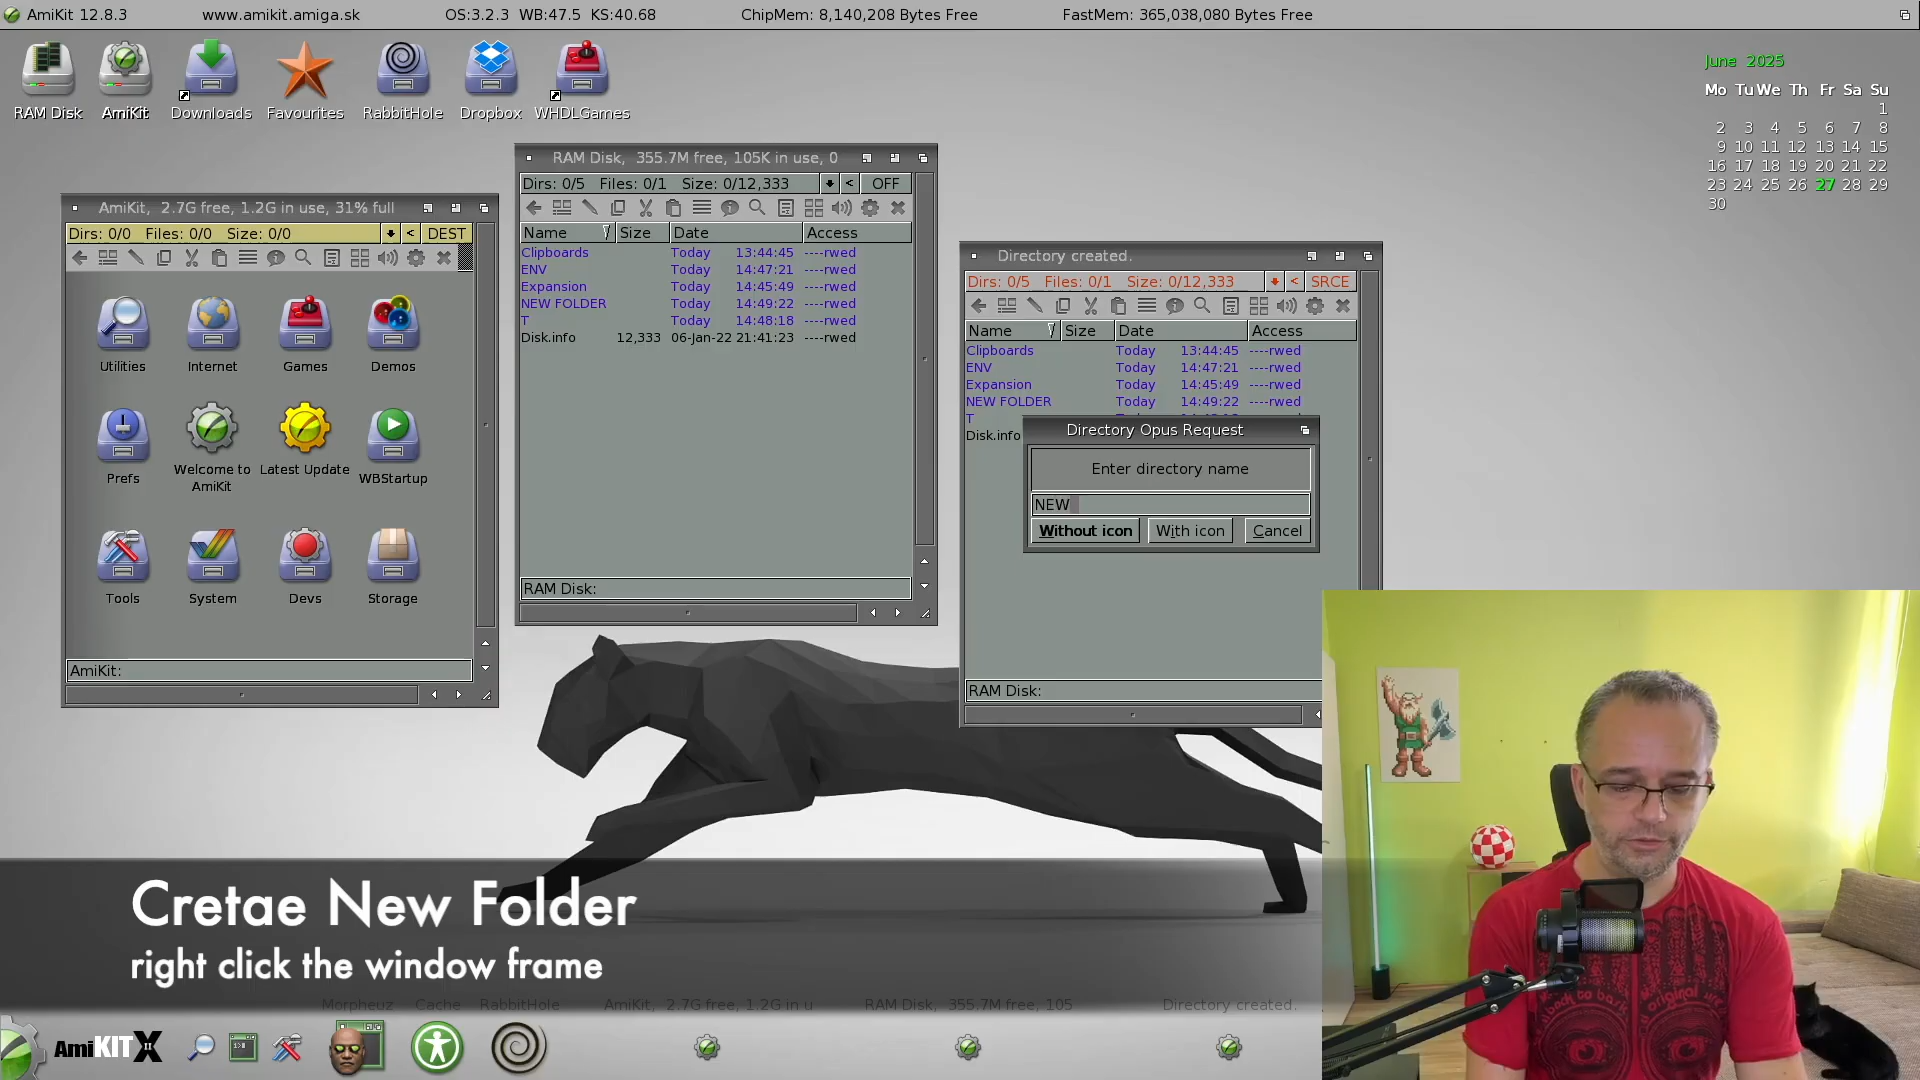 AmiKit 12.8.3 www.amikit.amiga.sk OS:3.2.3 WB:47.5 KS:40.68 ChipMem: 8,140,208 Bytes Free FastMem: 365,038,080 Bytes Free
RAM Disk AmiKit Downloads Favourites RabbitHole Dropbox WHDLGames
June 2025
Mo Tu We Th Fr Sa Su
1
2 3 4 5 6 7 8
9 10 11 12 13 14 15
16 17 18 19 20 21 22
23 24 25 26 27 28 29
30
AmiKit, 2.7G free, 1.2G in use, 31% full
Dirs: 0/0 Files: 0/0 Size: 0/0 < DEST
Utilities Internet Games Demos
Prefs Welcome to AmiKit Latest Update WBStartup
Tools System Devs Storage
AmiKit:
RAM Disk, 355.7M free, 105K in use, 0
Dirs: 0/5 Files: 0/1 Size: 0/12,333 < OFF
Name Size Date Access
Clipboards Today 13:44:45 ----rwed
ENV Today 14:47:21 ----rwed
Expansion Today 14:45:49 ----rwed
NEW FOLDER Today 14:49:22 ----rwed
T Today 14:48:18 ----rwed
Disk.info 12,333 06-Jan-22 21:41:23 ----rwed
RAM Disk:
Directory created.
Dirs: 0/5 Files: 0/1 Size: 0/12,333 < SRCE
Name Size Date Access
Clipboards Today 13:44:45 ----rwed
ENV Today 14:47:21 ----rwed
Expansion Today 14:45:49 ----rwed
NEW FOLDER Today 14:49:22 ----rwed
T
Disk.info
Directory Opus Request
Enter directory name
NEW
Without icon With icon Cancel
RAM Disk:
Cretae New Folder
right click the window frame
Morpheuz Cache RabbitHole AmiKit, 2.7G free, 1.2G in u RAM Disk, 355.7M free, 105 Directory created.
AmiKIT X